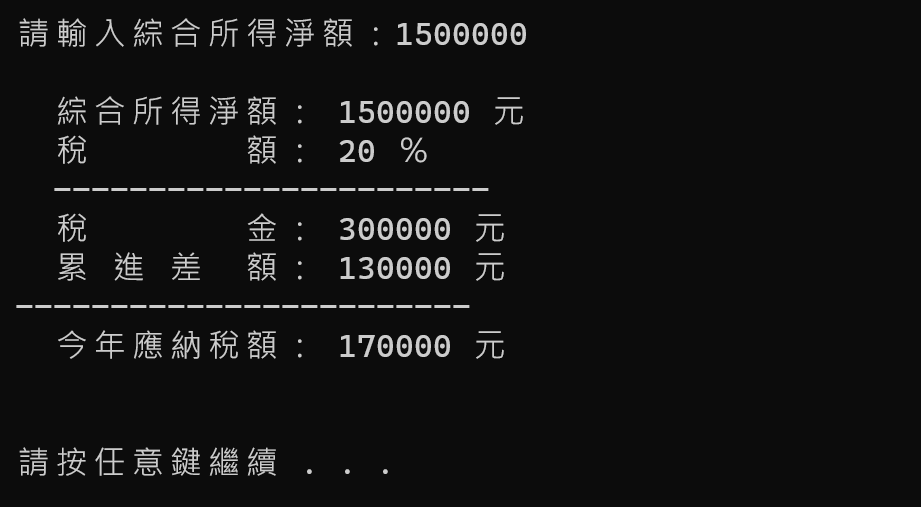 請輸入綜合所得淨額：1500000
綜合所得淨額： 1500000 元
稅　　　　額： 20 ％
-----------------------
稅　　　　金： 300000 元
累 進 差　額： 130000 元
------------------------
今年應納稅額： 170000 元
請按任意鍵繼續 . . .